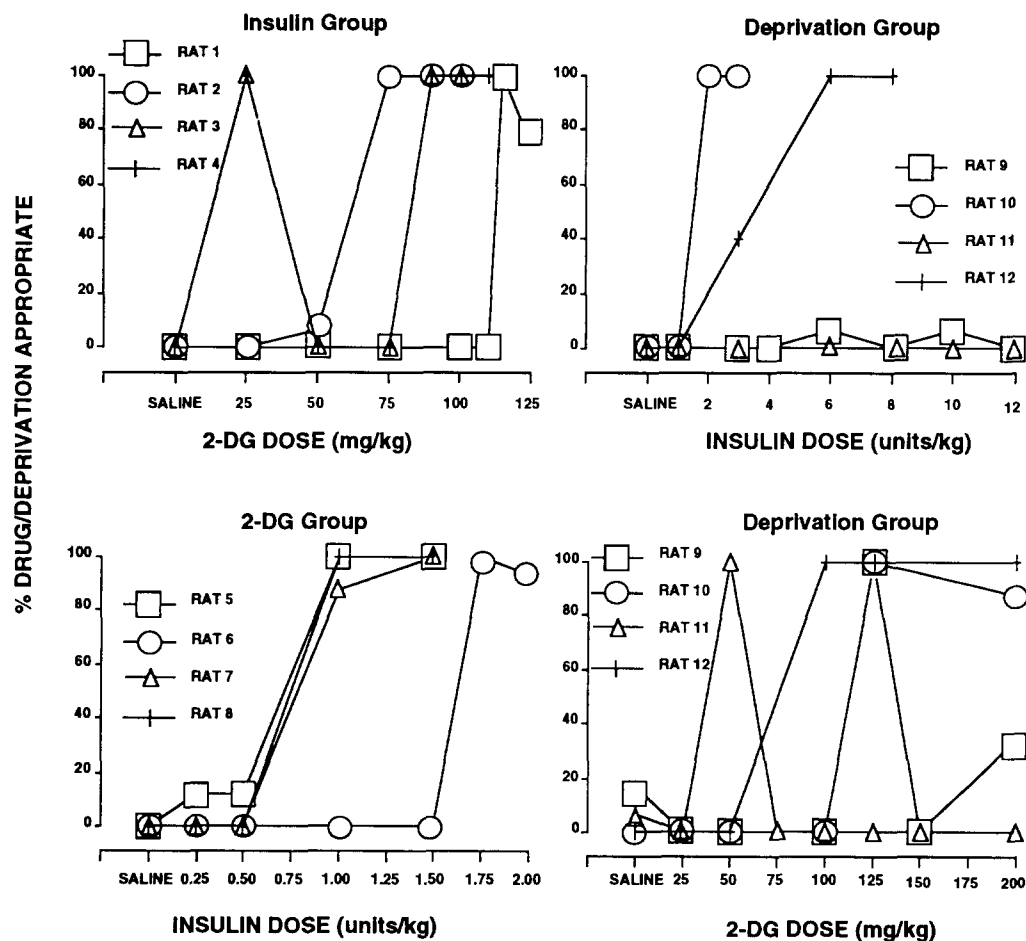 % DRUG/DEPRIVATION APPROPRIATE
Insulin Group
RAT 1
RAT 2
RAT 3
RAT 4
100
80
60
40
20
0
SALINE 25 50 75 100 125
2-DG DOSE (mg/kg)
Deprivation Group
100
80
60
40
20
0
RAT 9
RAT 10
RAT 11
RAT 12
SALINE 2 4 6 8 10 12
INSULIN DOSE (units/kg)
2-DG Group
100
80
60
40
20
0
RAT 5
RAT 6
RAT 7
RAT 8
SALINE 0.25 0.50 0.75 1.00 1.25 1.50 1.75 2.00
INSULIN DOSE (units/kg)
Deprivation Group
RAT 9
RAT 10
RAT 11
RAT 12
100
80
60
40
20
0
SALINE 25 50 75 100 125 150 175 200
2-DG DOSE (mg/kg)